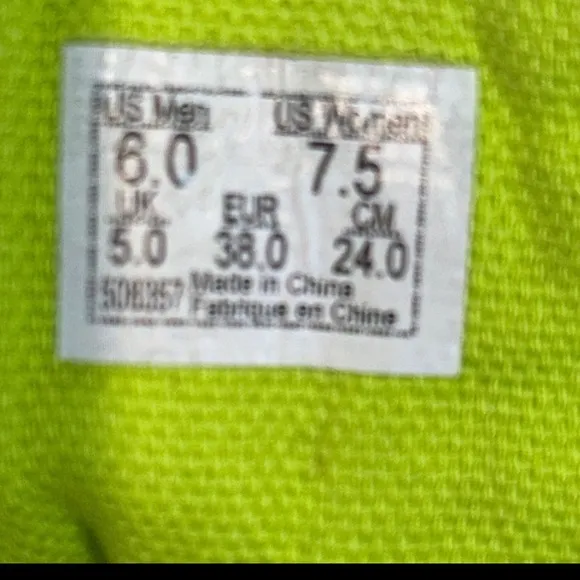 US.Men US.Womens
6.0 7.5
UK. EUR CM.
5.0 38.0 24.0
Made in China
Fabrique en Chine